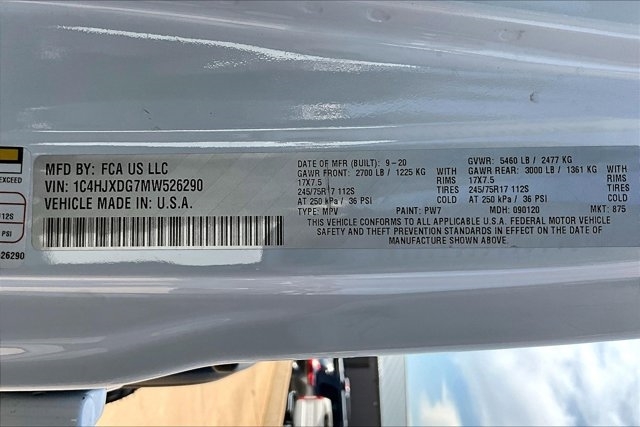 MFD BY: FCA US LLC
VIN: 1C4HJXDG7MW526290
VEHICLE MADE IN: U.S.A.
DATE OF MFR (BUILT): 9-20 GVWR: 5460 LB / 2477 KG
GAWR FRONT: 2700 LB / 1225 KG WITH GAWR REAR: 3000 LB / 1361 KG WITH
17X7.5 RIMS 17X7.5 RIMS
245/75R17 112S TIRES 245/75R17 112S TIRES
AT 250 kPa / 36 PSI COLD AT 250 kPa / 36 PSI COLD
TYPE: MPV PAINT: PW7 MDH: 090120 MKT: 875
THIS VEHICLE CONFORMS TO ALL APPLICABLE U.S.A. FEDERAL MOTOR VEHICLE
SAFETY AND THEFT PREVENTION STANDARDS IN EFFECT ON THE DATE OF
MANUFACTURE SHOWN ABOVE.
CEED
112S
PSI
26290